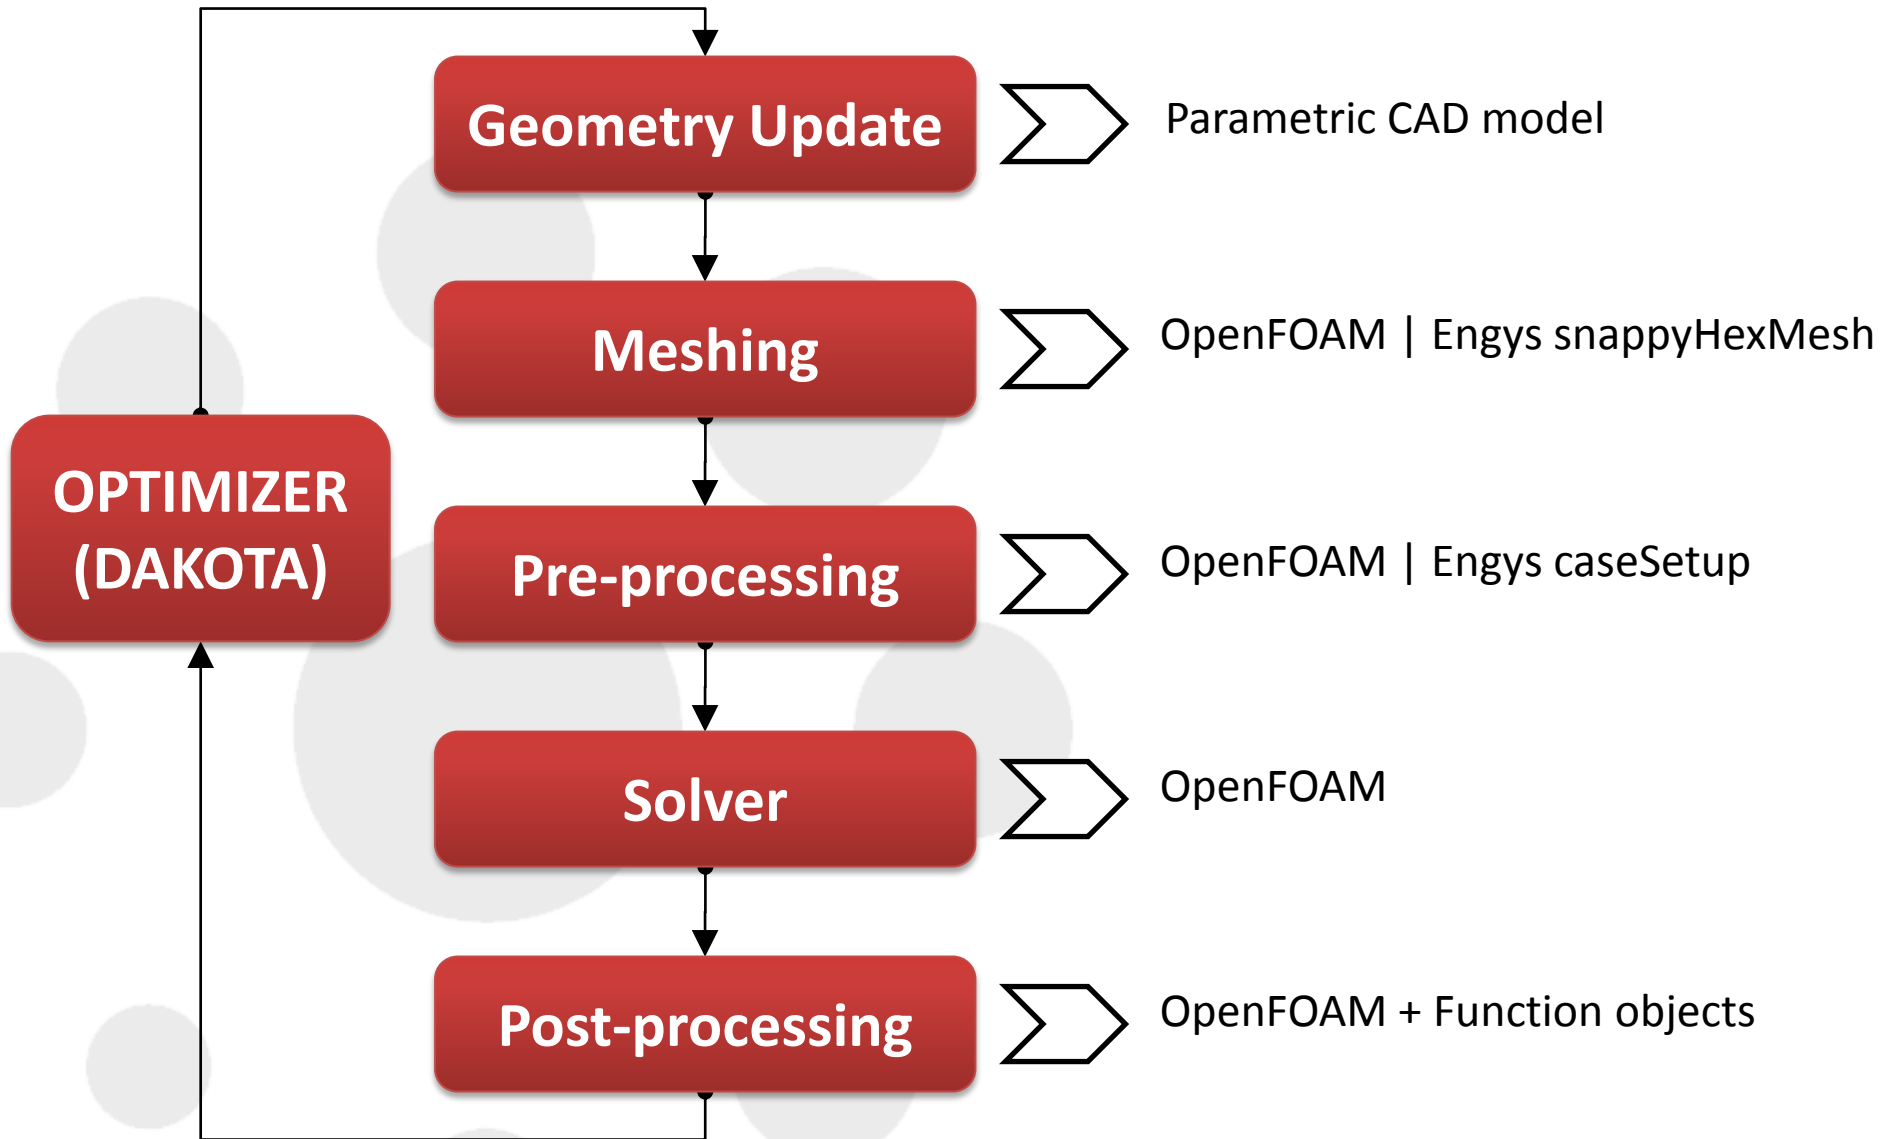 Geometry Update
Parametric CAD model
Meshing
OpenFOAM | Engys snappyHexMesh
OPTIMIZER
(DAKOTA)
Pre-processing
OpenFOAM | Engys caseSetup
Solver
OpenFOAM
Post-processing
OpenFOAM + Function objects